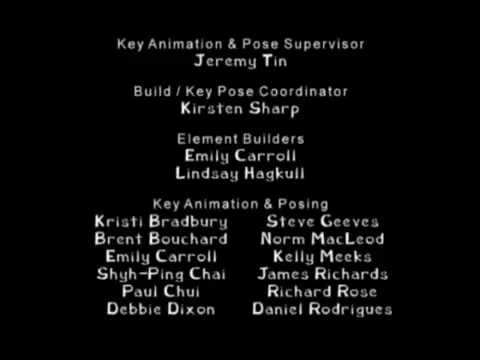 Key Animation & Pose Supervisor
Jeremy Tin
Build / Key Pose Coordinator
Kirsten Sharp
Element Builders
Emily Carroll
Lindsay Hagkull
Key Animation & Posing
Kristi Bradbury Steve Geeves
Brent Bouchard Norm MacLeod
Emily Carroll Kelly Meeks
Shyh-Ping Chai James Richards
Paul Chui Richard Rose
Debbie Dixon Daniel Rodrigues